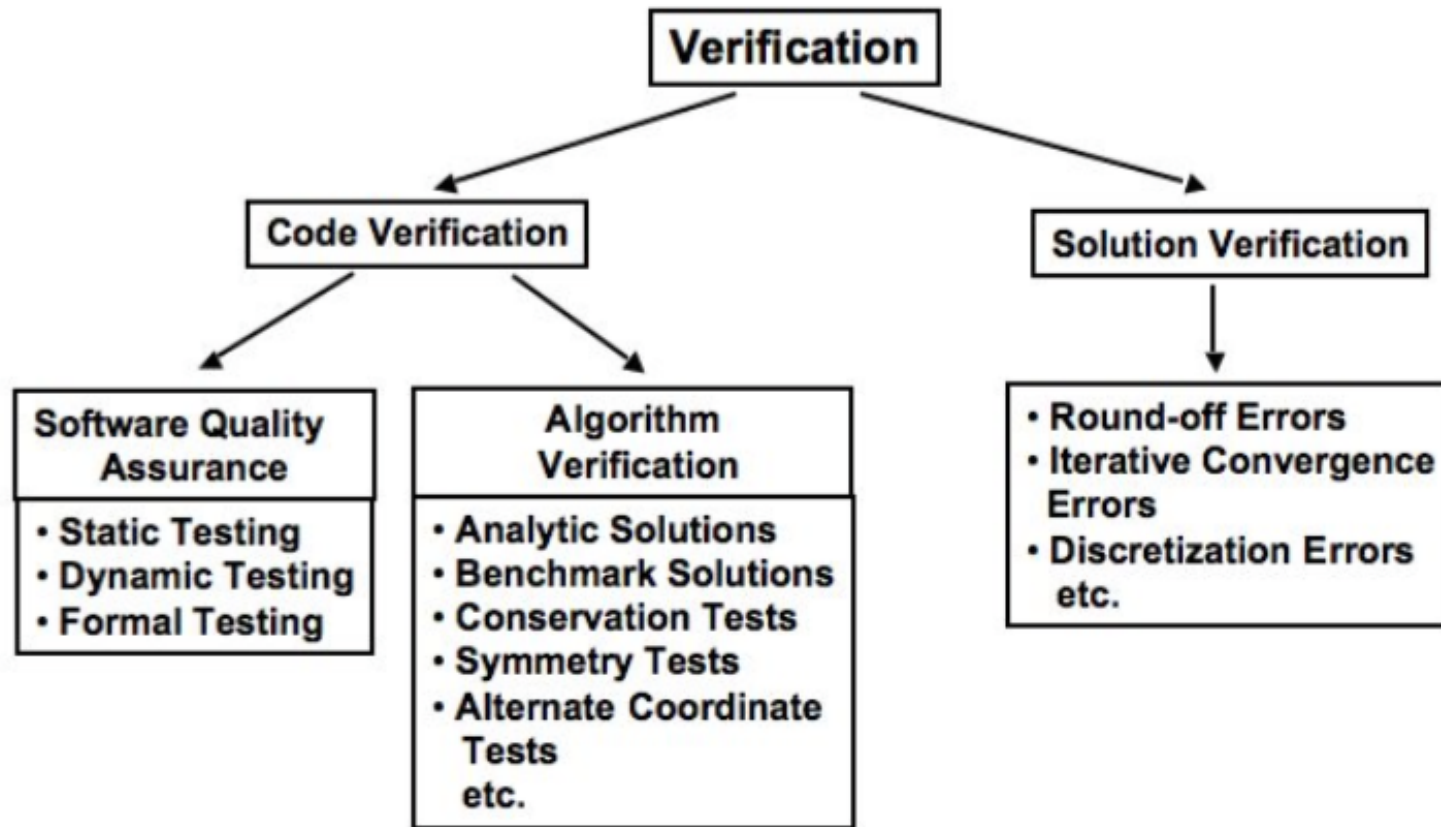 Verification
Code Verification
Solution Verification
Software Quality
Assurance
• Static Testing
• Dynamic Testing
• Formal Testing
Algorithm
Verification
• Analytic Solutions
• Benchmark Solutions
• Conservation Tests
• Symmetry Tests
• Alternate Coordinate
Tests
etc.
• Round-off Errors
• Iterative Convergence
Errors
• Discretization Errors
etc.